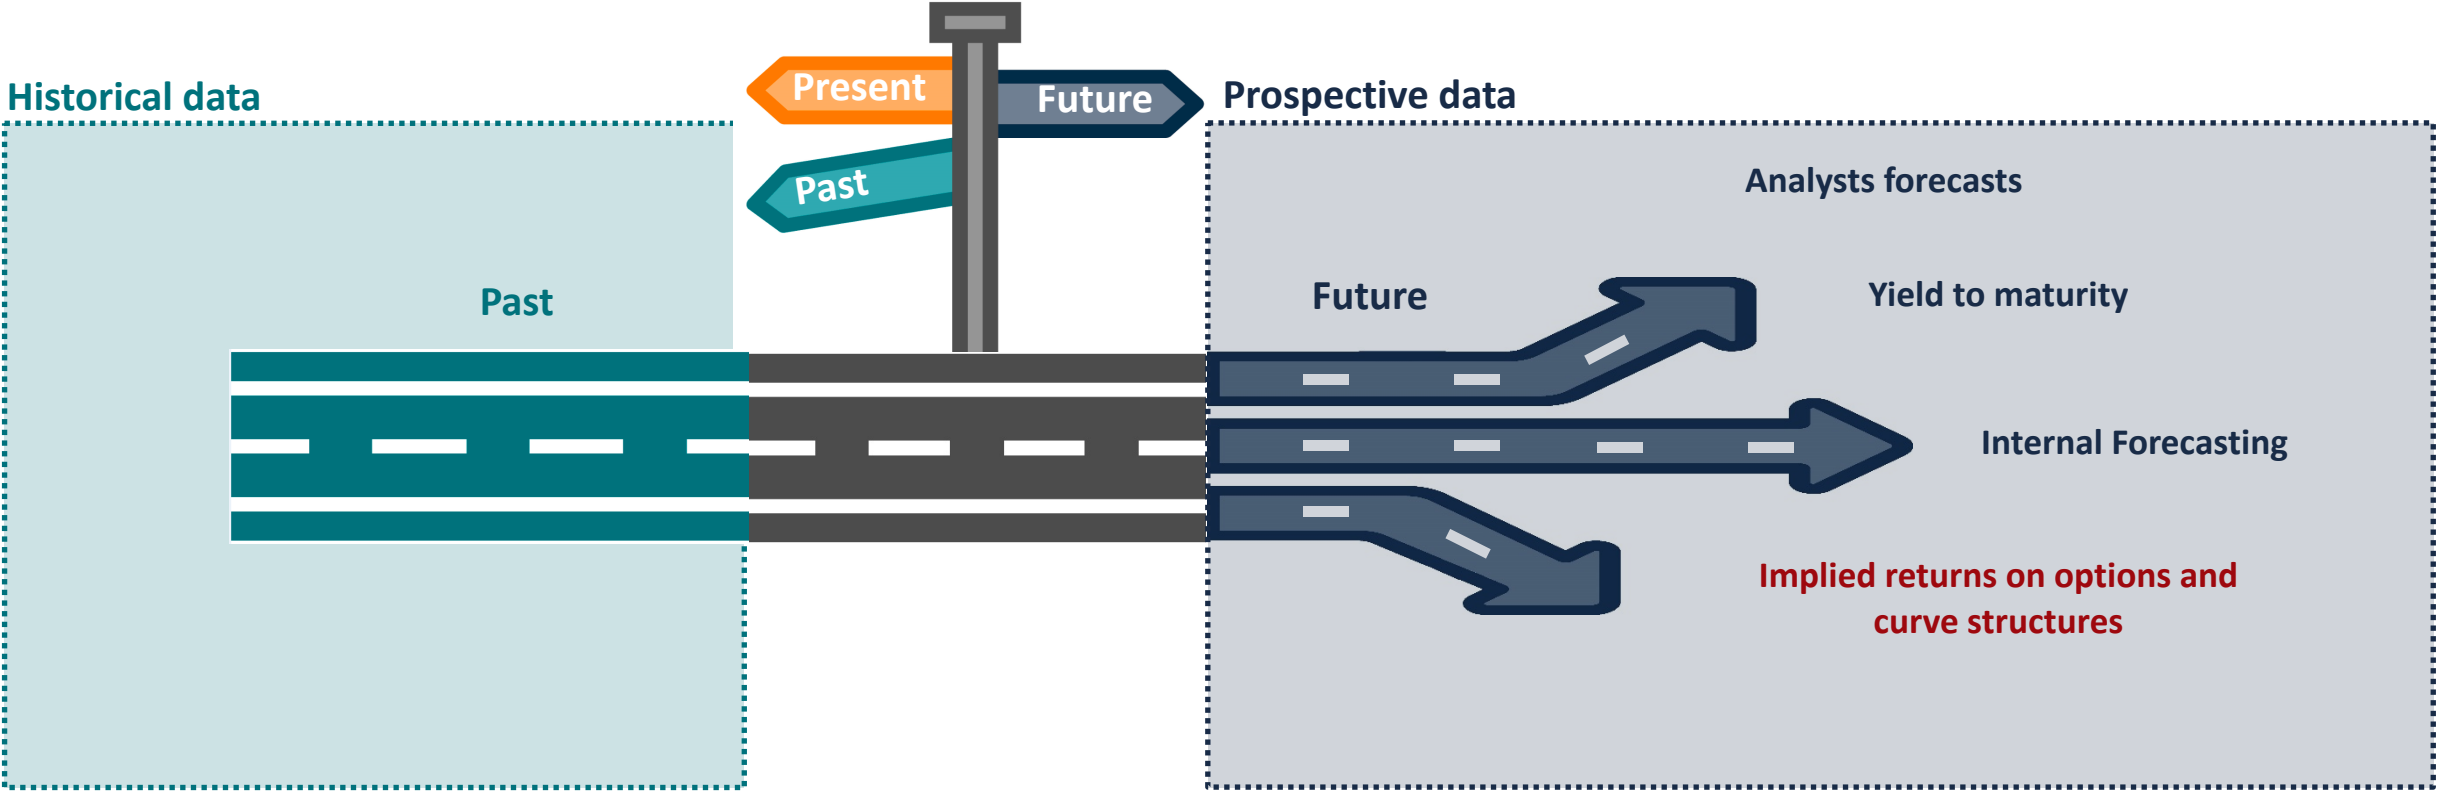 Historical data
Past
Present
Future
Past
Prospective data
Analysts forecasts
Future
Yield to maturity
Internal Forecasting
Implied returns on options and
curve structures